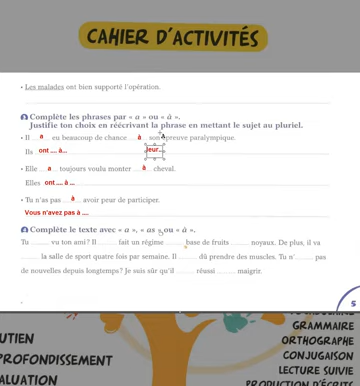 CAHIER D'ACTIVITÉS
• Les malades ont bien supporté l'opération.
Complète les phrases par « a » ou « à ».
Justifie ton choix en réécrivant la phrase en mettant le sujet au pluriel.
• Il a eu beaucoup de chance à son épreuve paralympique.
Ils ont .... à... leur...
• Elle a toujours voulu monter à cheval.
Elles ont .... à ...
• Tu n'as pas à avoir peur de participer.
Vous n'avez pas à ....
Complète le texte avec « a », « as » ou « à ».
Tu ........ vu ton ami ? Il ........ fait un régime ........ base de fruits ........ noyaux. De plus, il va
........ la salle de sport quatre fois par semaine. Il ........ dû prendre des muscles. Tu n' ........ pas
de nouvelles depuis longtemps ? Je suis sûr qu'il ........ réussi ........ maigrir.
5
GRAMMAIRE
ORTHOGRAPHE
UTIEN CONJUGAISON
PROFONDISSEMENT LECTURE SUIVIE
ALUATION PRODUCTION D'ÉCRITS